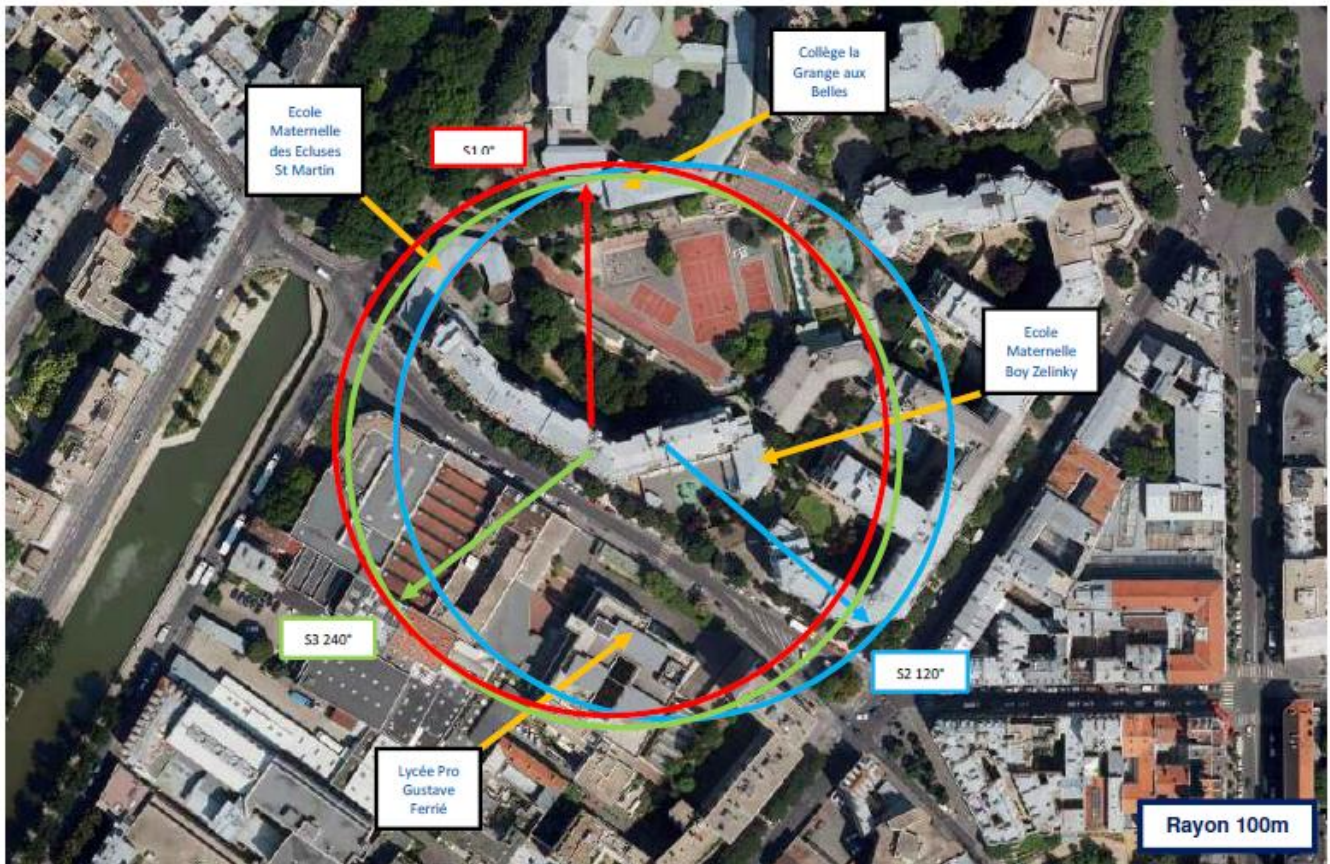 Collège la
Grange aux
Belles
Ecole
Maternelle
des Ecluses
St Martin
S1 0°
Ecole
Maternelle
Boy Zelinky
S3 240°
S2 120°
Lycée Pro
Gustave
Ferrié
Rayon 100m